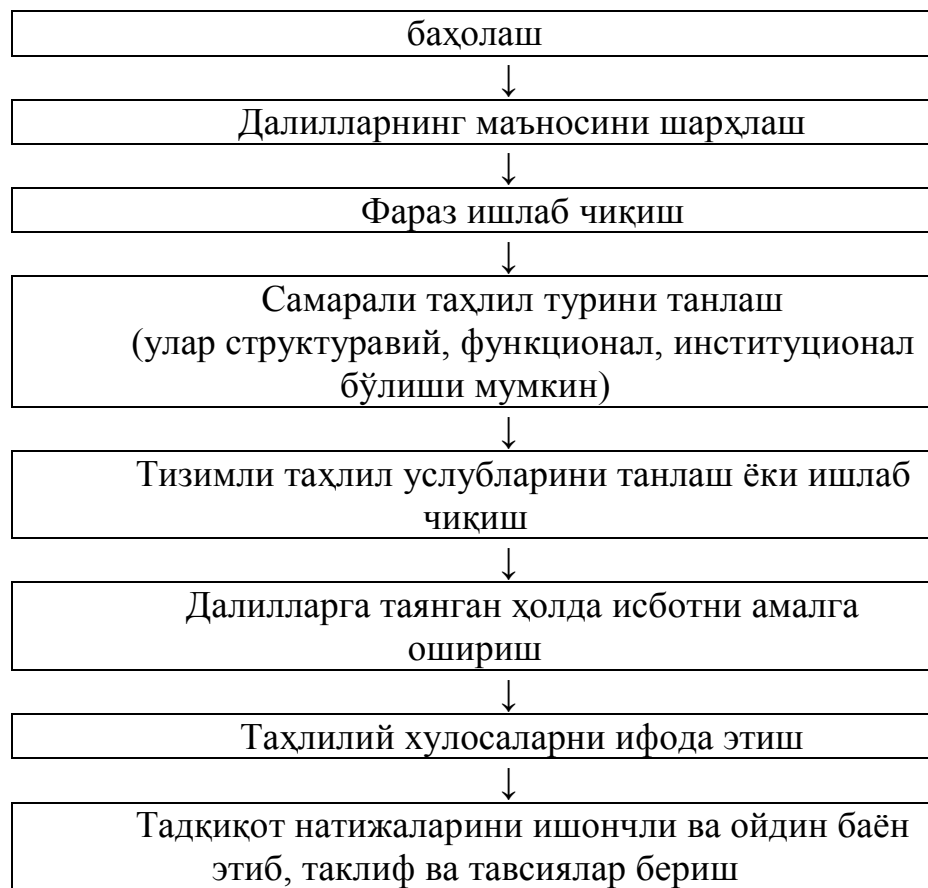 баҳолаш
↓
Далилларнинг маъносини шарҳлаш
↓
Фараз ишлаб чиқиш
↓
Самарали таҳлил турини танлаш
(улар структуравий, функционал, институционал
бўлиши мумкин)
↓
Тизимли таҳлил услубларини танлаш ёки ишлаб
чиқиш
↓
Далилларга таянган ҳолда исботни амалга
ошириш
↓
Таҳлилий хулосаларни ифода этиш
↓
Тадқиқот натижаларини ишончли ва ойдин баён
этиб, таклиф ва тавсиялар бериш